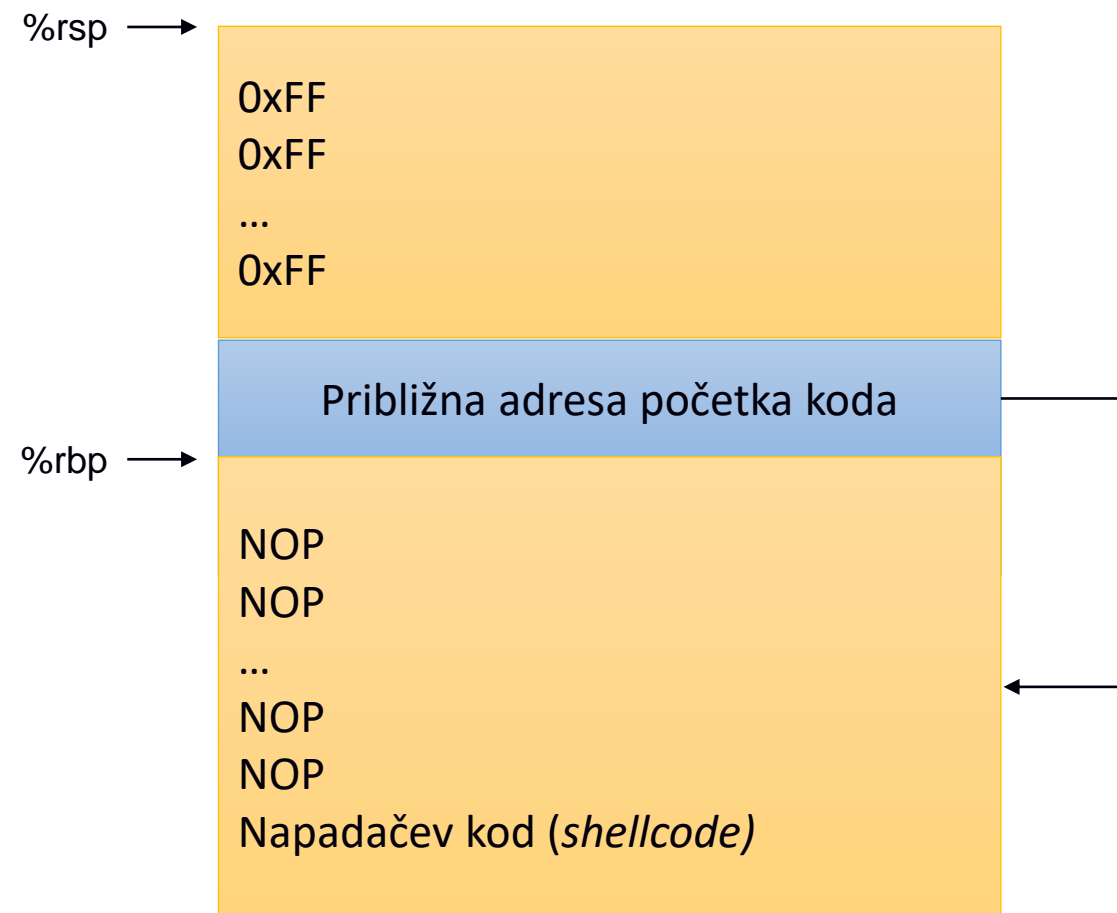 %rsp
0xFF
0xFF
…
0xFF
Približna adresa početka koda
%rbp
NOP
NOP
…
NOP
NOP
Napadačev kod (shellcode)